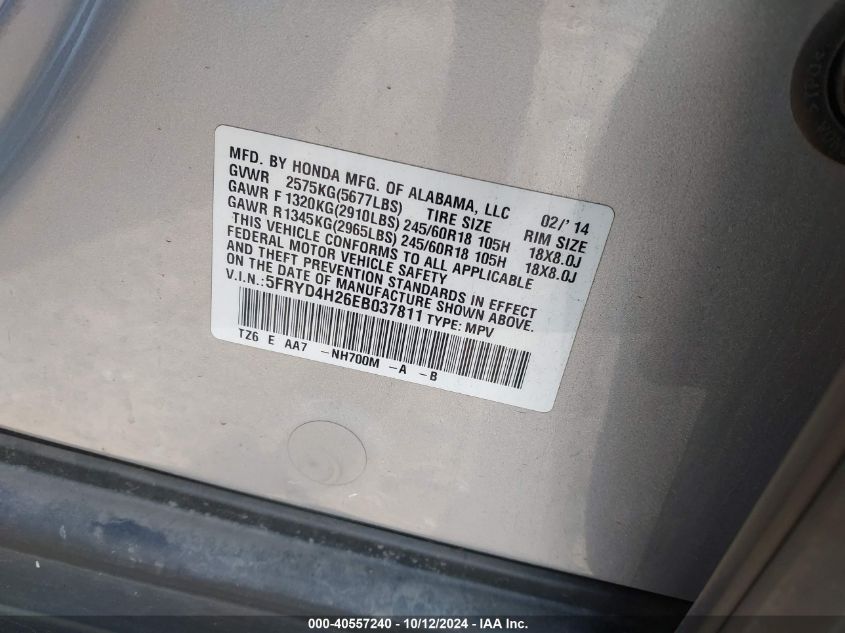 MFD. BY HONDA MFG. OF ALABAMA, LLC 02/' 14
GVWR 2575KG(5677LBS) TIRE SIZE RIM SIZE
GAWR F 1320KG(2910LBS) 245/60R18 105H 18X8.0J
GAWR R1345KG(2965LBS) 245/60R18 105H 18X8.0J
THIS VEHICLE CONFORMS TO ALL APPLICABLE
FEDERAL MOTOR VEHICLE SAFETY
AND THEFT PREVENTION STANDARDS IN EFFECT
ON THE DATE OF MANUFACTURE SHOWN ABOVE.
V.I.N.:5FRYD4H26EB037811 TYPE: MPV
TZ6 E AA7 -NH700M -A -B
000-40557240 - 10/12/2024 - IAA Inc.